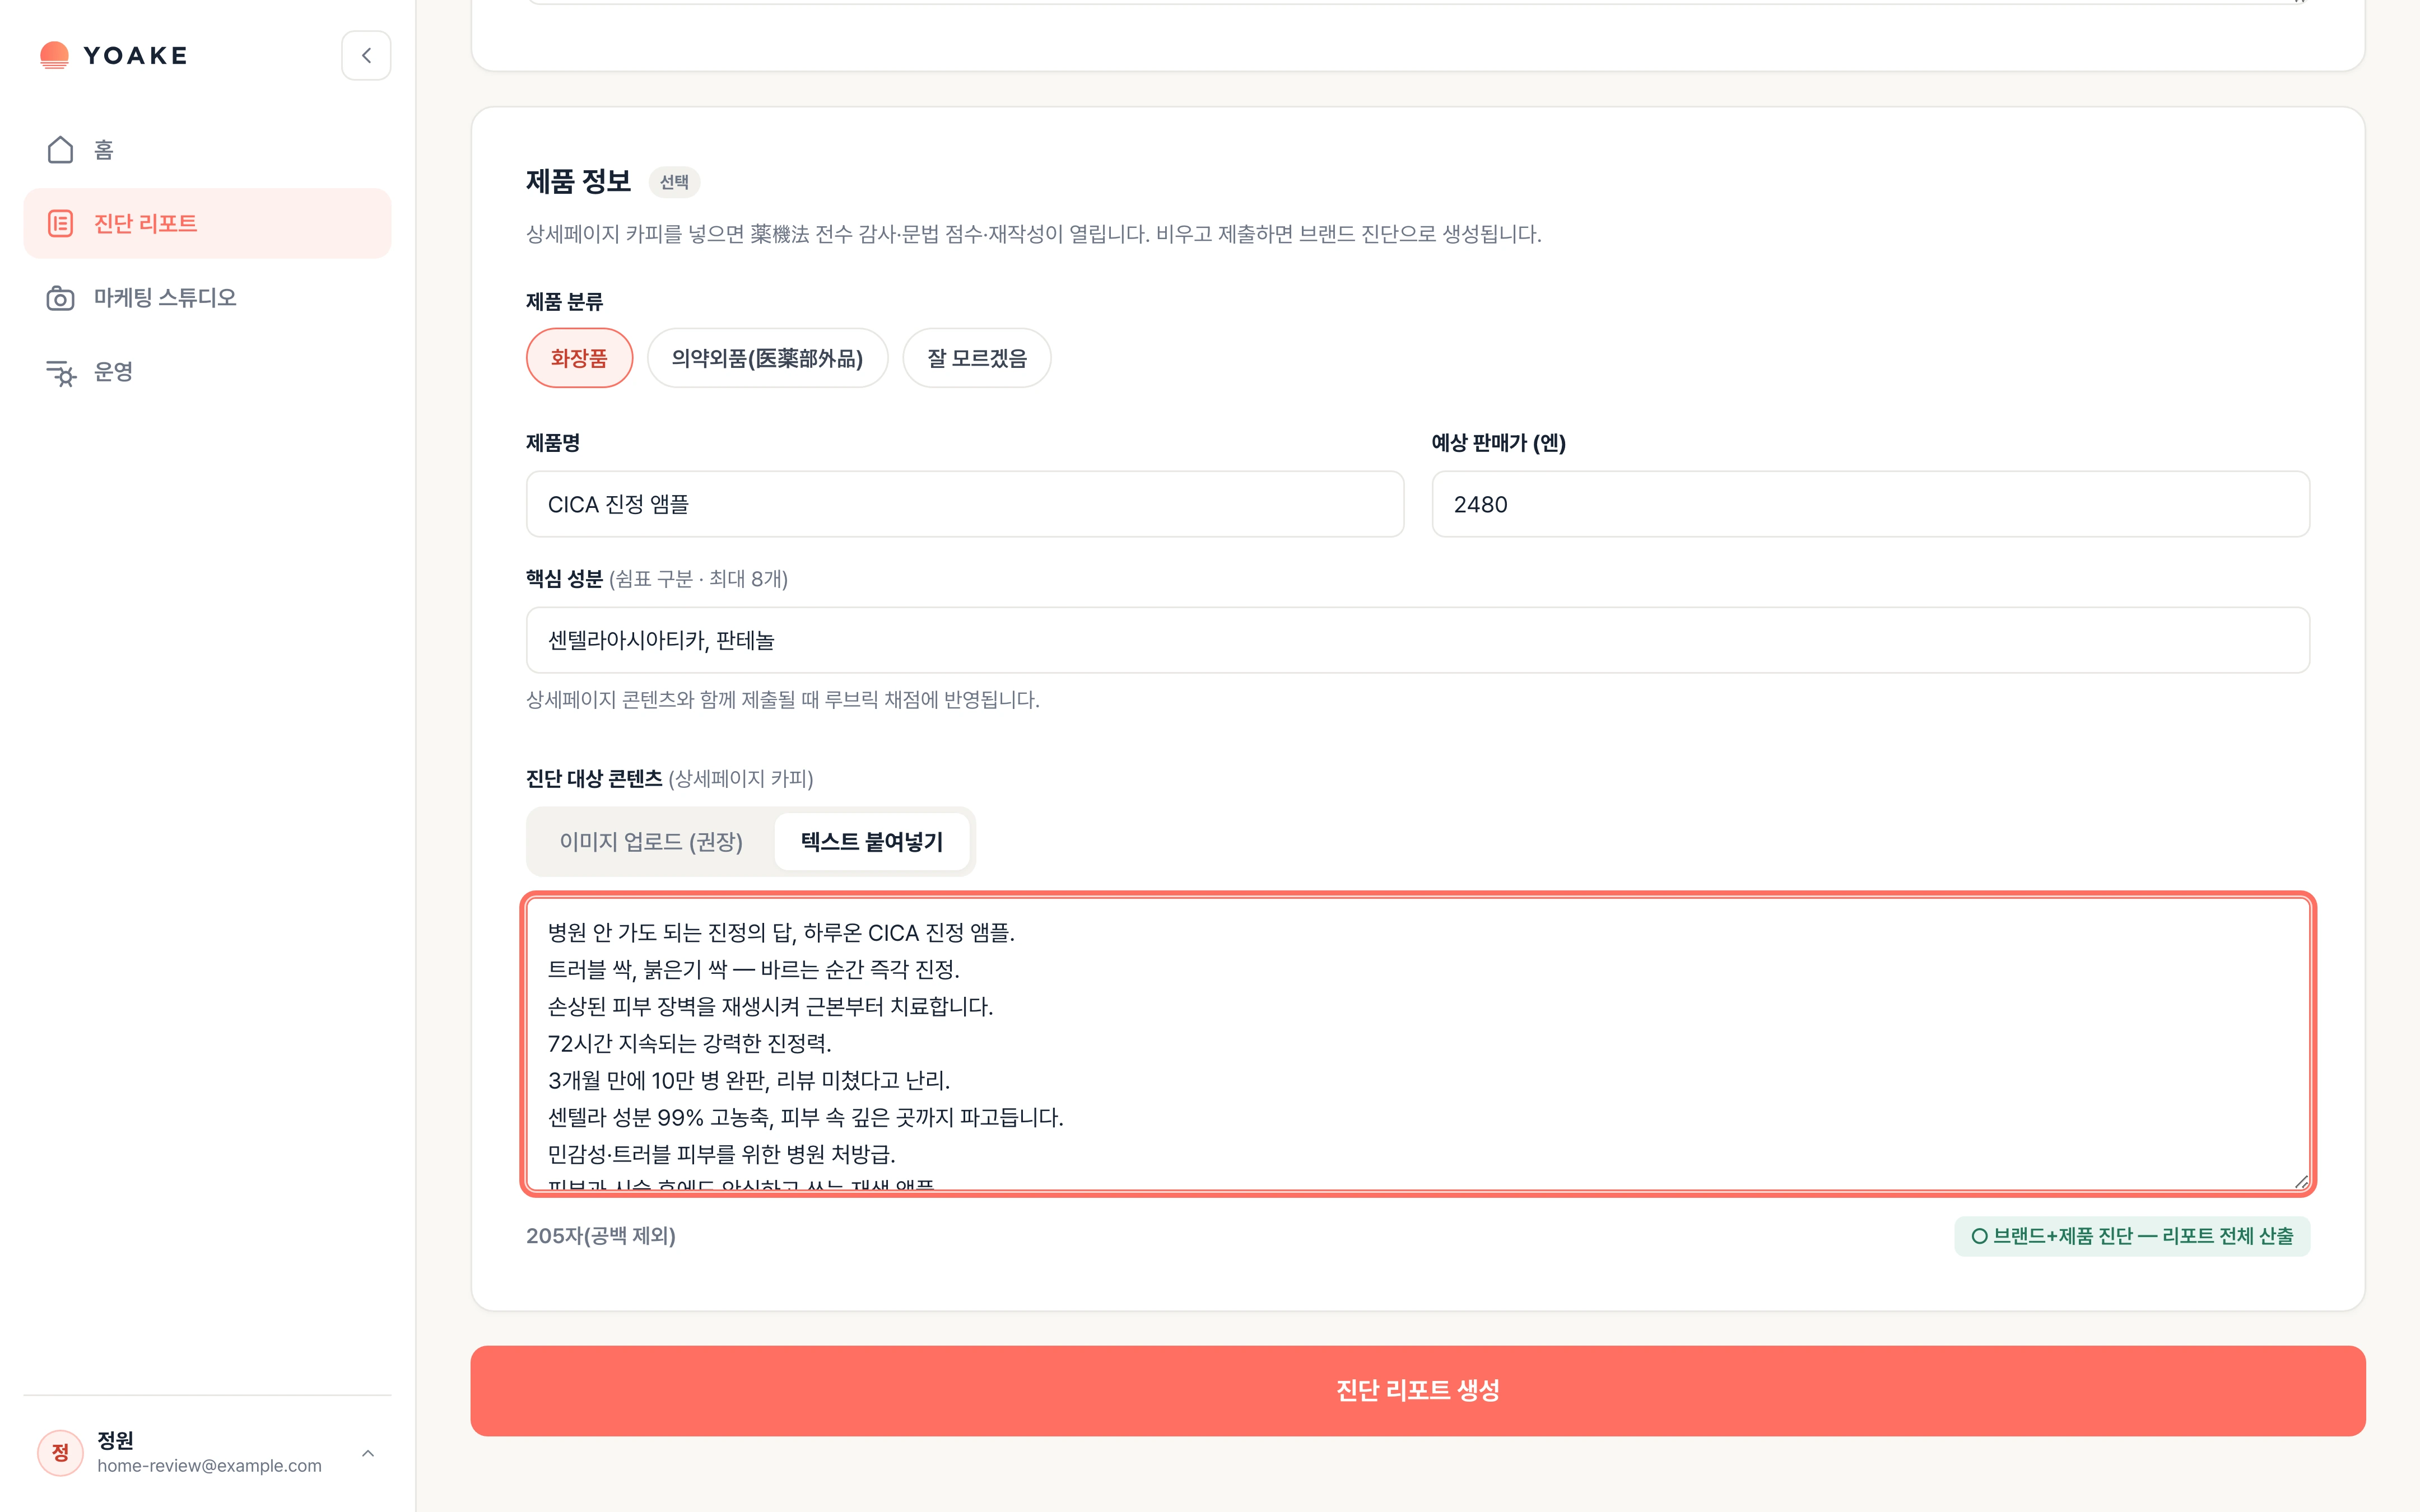 YOAKE
홈
진단 리포트
마케팅 스튜디오
운영
정
정원
home-review@example.com
제품 정보 선택
상세페이지 카피를 넣으면 薬機法 전수 감사·문법 점수·재작성이 열립니다. 비우고 제출하면 브랜드 진단으로 생성됩니다.
제품 분류
화장품 의약외품(医薬部外品) 잘 모르겠음
제품명 예상 판매가 (엔)
CICA 진정 앰플 2480
핵심 성분 (쉼표 구분 · 최대 8개)
센텔라아시아티카, 판테놀
상세페이지 콘텐츠와 함께 제출될 때 루브릭 채점에 반영됩니다.
진단 대상 콘텐츠 (상세페이지 카피)
이미지 업로드 (권장) 텍스트 붙여넣기
병원 안 가도 되는 진정의 답, 하루온 CICA 진정 앰플.
트러블 싹, 붉은기 싹 — 바르는 순간 즉각 진정.
손상된 피부 장벽을 재생시켜 근본부터 치료합니다.
72시간 지속되는 강력한 진정력.
3개월 만에 10만 병 완판, 리뷰 미쳤다고 난리.
센텔라 성분 99% 고농축, 피부 속 깊은 곳까지 파고듭니다.
민감성·트러블 피부를 위한 병원 처방급.
피부과 시술 후에도 안심하고 쓰는 재생 앰플
205자(공백 제외) 브랜드+제품 진단 — 리포트 전체 산출
진단 리포트 생성